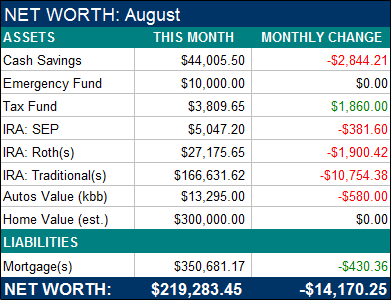 NET WORTH: August
ASSETS THIS MONTH MONTHLY CHANGE
Cash Savings $44,005.50 -$2,844.21
Emergency Fund $10,000.00 $0.00
Tax Fund $3,809.65 $1,860.00
IRA: SEP $5,047.20 -$381.60
IRA: Roth(s) $27,175.65 -$1,900.42
IRA: Traditional(s) $166,631.62 -$10,754.38
Autos Value (kbb) $13,295.00 -$580.00
Home Value (est.) $300,000.00 $0.00
LIABILITIES
Mortgage(s) $350,681.17 -$430.36
NET WORTH: $219,283.45 -$14,170.25